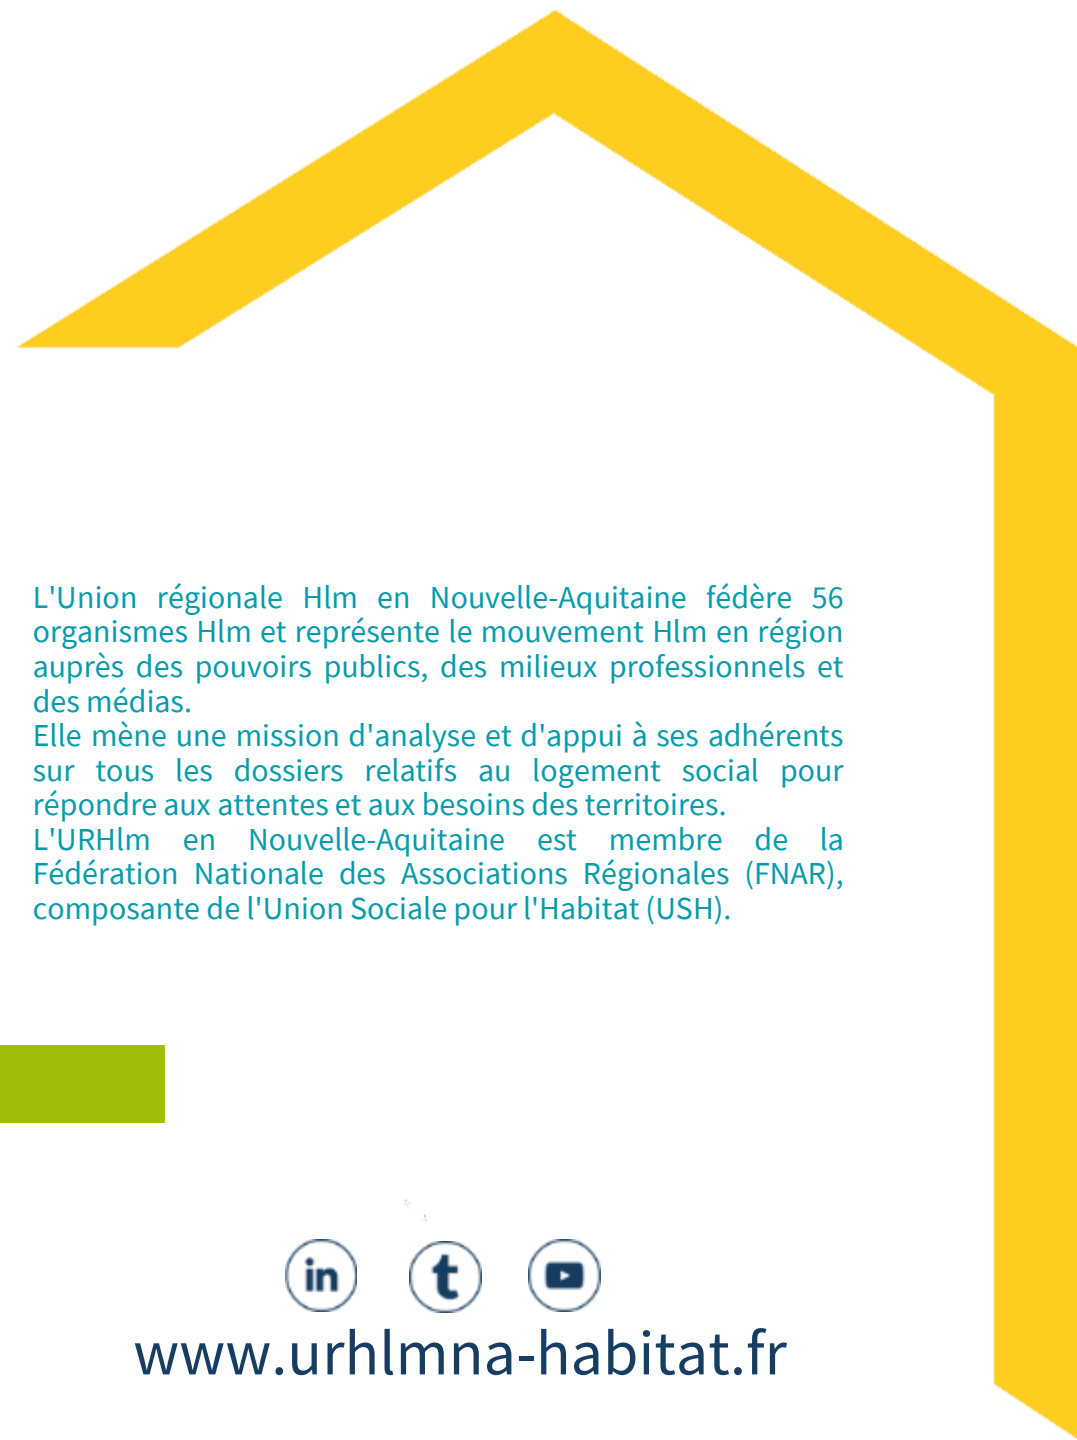 L'Union régionale Hlm en Nouvelle-Aquitaine fédère 56
organismes Hlm et représente le mouvement Hlm en région
auprès des pouvoirs publics, des milieux professionnels et
des médias.
Elle mène une mission d'analyse et d'appui à ses adhérents
sur tous les dossiers relatifs au logement social pour
répondre aux attentes et aux besoins des territoires.
L'URHlm en Nouvelle-Aquitaine est membre de la
Fédération Nationale des Associations Régionales (FNAR),
composante de l'Union Sociale pour l'Habitat (USH).
in t
www.urhlmna-habitat.fr